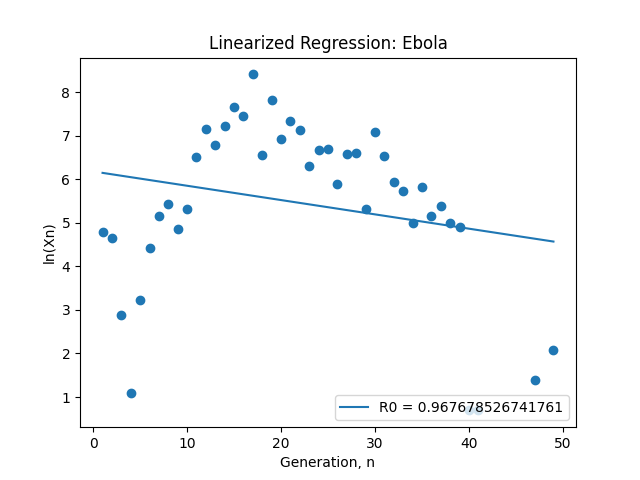 Linearized Regression: Ebola
8
7
6
5
4
3
2
1
ln(Xn)
R0 = 0.967678526741761
0 10 20 30 40 50
Generation, n